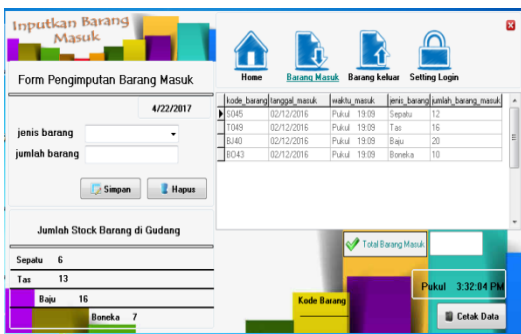 Inputkan Barang
Masuk
Home
Barang Masuk
Barang keluar
Setting Login
Form Pengimputan Barang Masuk
4/22/2017
jenis barang
jumlah barang
Simpan
Hapus
kode_barang tanggal_masuk waktu_masuk jenis_barang jumlah_barang_masuk
S045 02/12/2016 Pukul 19:09 Sepatu 12
T049 02/12/2016 Pukul 19:09 Tas 16
BJ40 02/12/2016 Pukul 19:09 Baju 20
BO43 02/12/2016 Pukul 19:09 Boneka 10
Jumlah Stock Barang di Gudang
Sepatu 6
Tas 13
Baju 16
Boneka 7
Total Barang Masuk
Kode Barang
Pukul 3:32:04 PM
Cetak Data